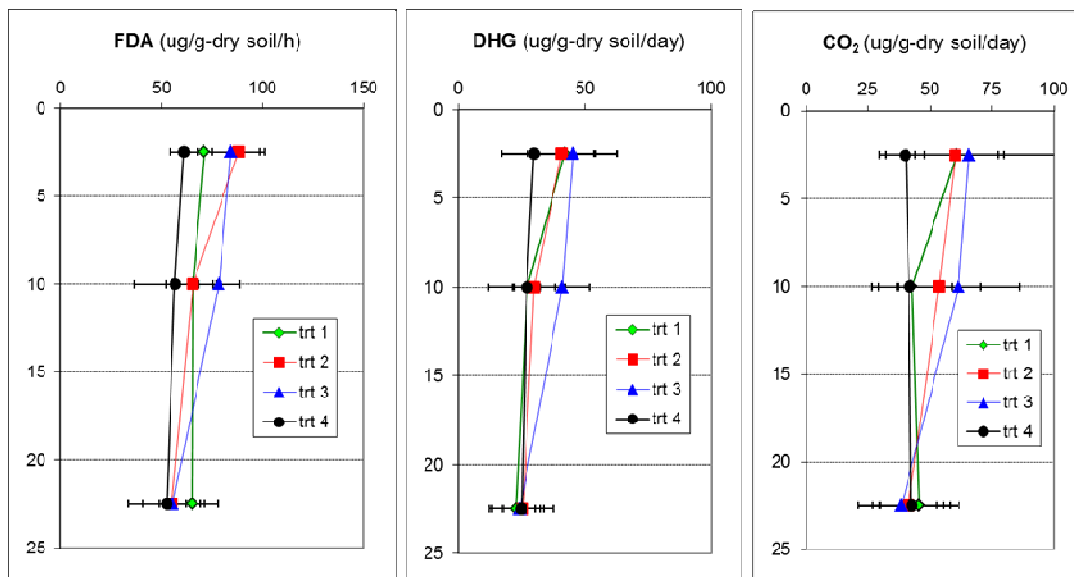 FDA (ug/g-dry soil/h)
0 50 100 150
0
5
10
15
20
25
trt 1
trt 2
trt 3
trt 4
DHG (ug/g-dry soil/day)
0 50 100
0
5
10
15
20
25
trt 1
trt 2
trt 3
trt 4
CO₂ (ug/g-dry soil/day)
0 25 50 75 100
0
5
10
15
20
25
trt 1
trt 2
trt 3
trt 4